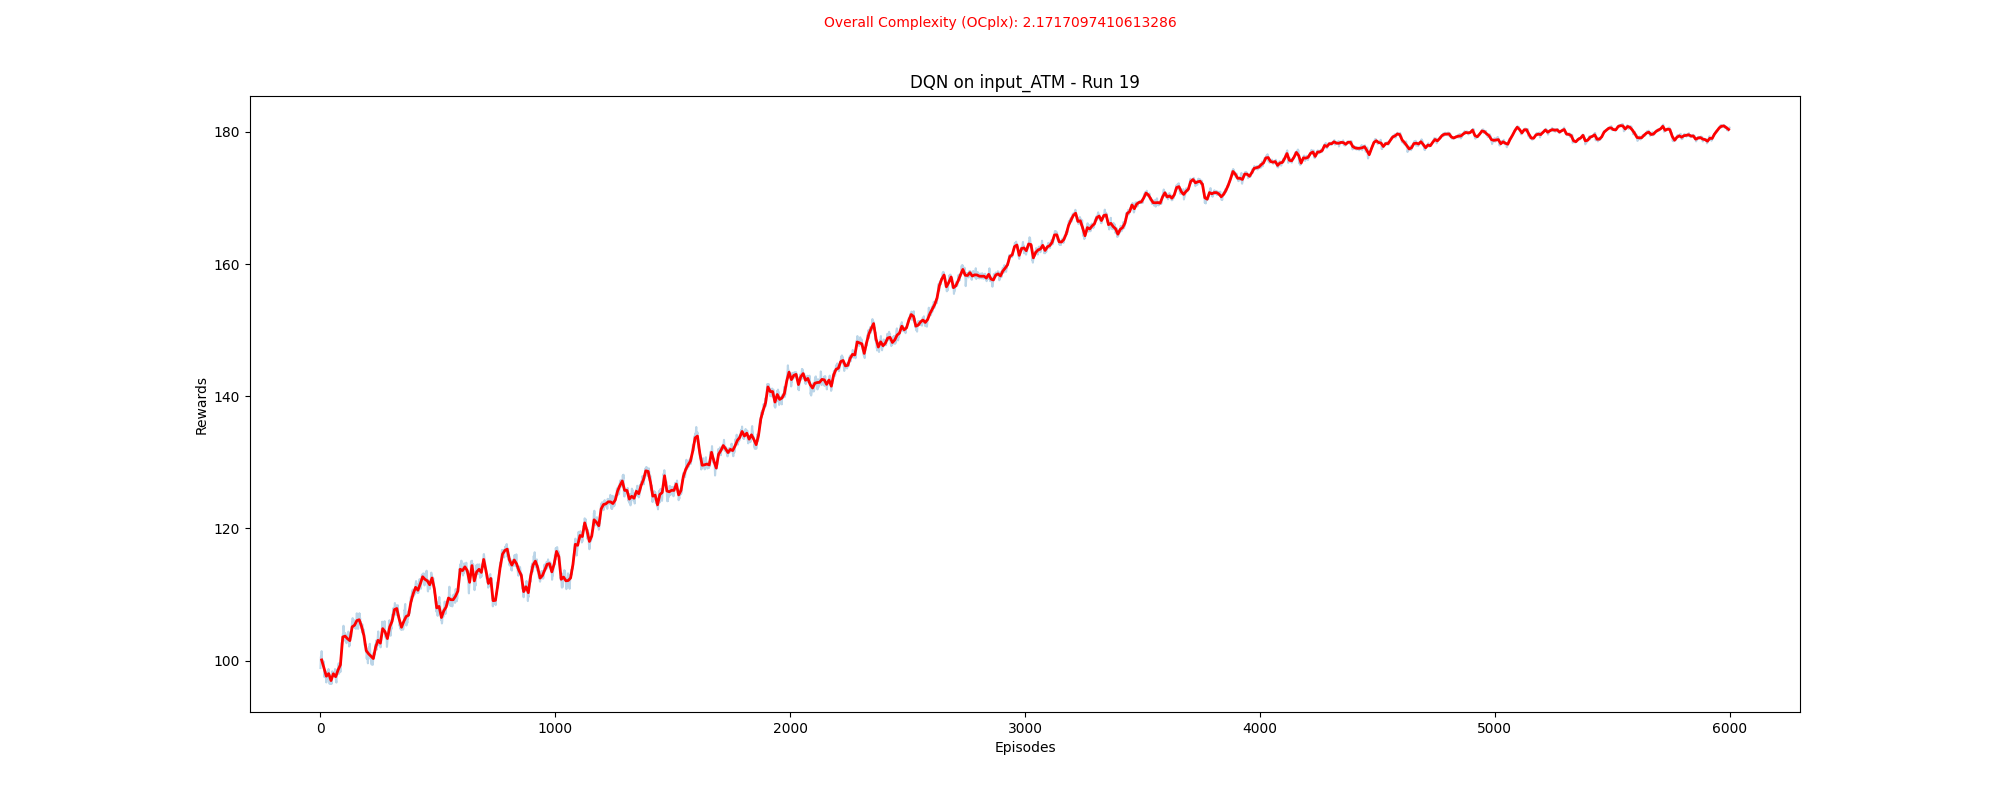 Overall Complexity (OCplx): 2.1717097410613286
DQN on input_ATM - Run 19
180
160
140
120
100
Rewards
0 1000 2000 3000 4000 5000 6000
Episodes